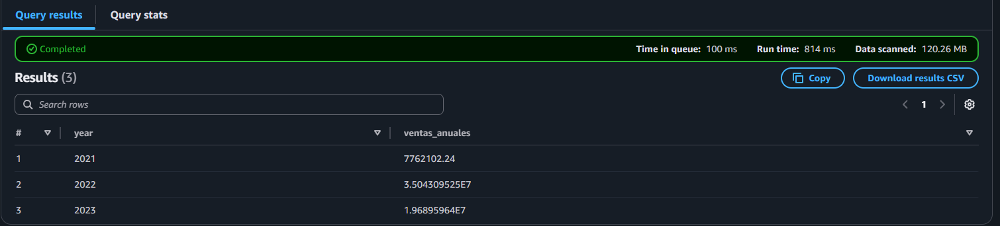 Query results Query stats
Completed Time in queue: 100 ms Run time: 814 ms Data scanned: 120.26 MB
Results (3) Copy Download results CSV
Search rows 1
# year ventas_anuales
1 2021 7762102.24
2 2022 3.504309525E7
3 2023 1.96895964E7